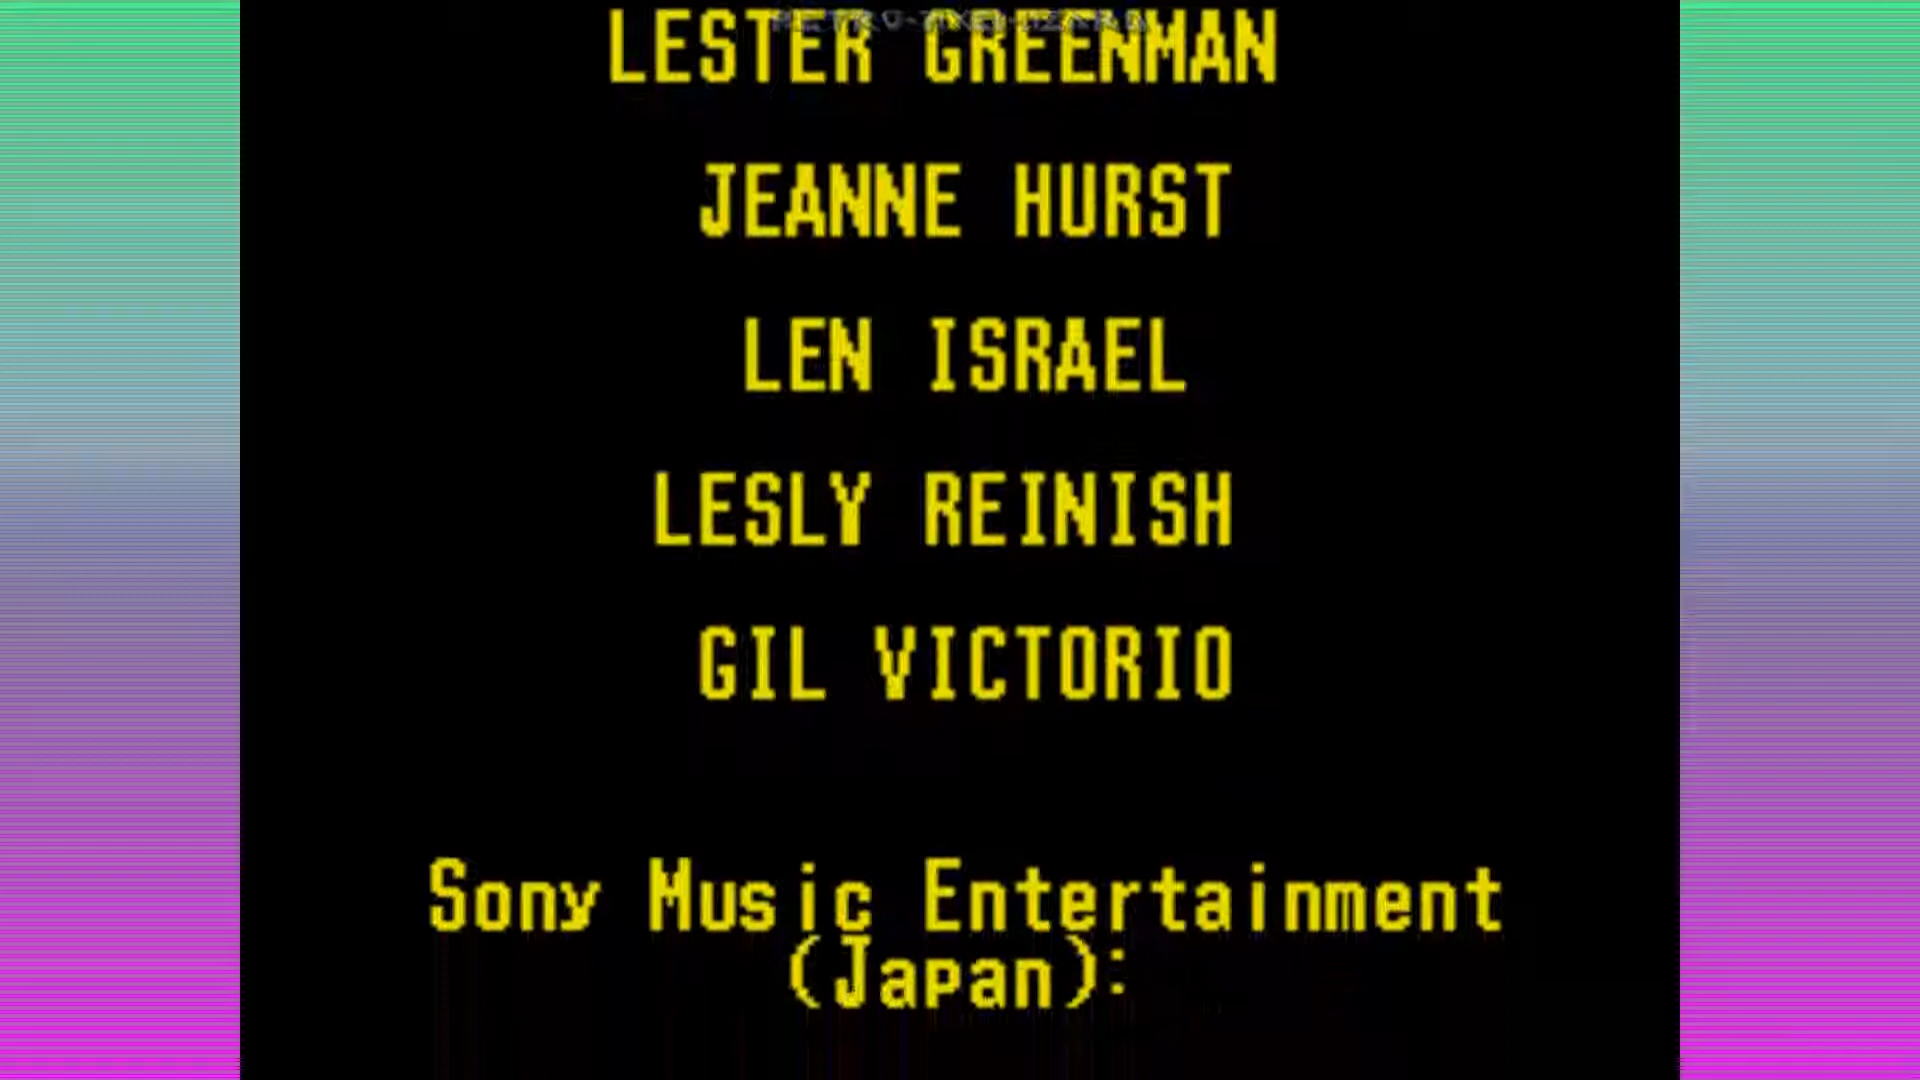 LESTER GREENMAN
JEANNE HURST
LEN ISRAEL
LESLY REINISH
GIL VICTORIO
Sony Music Entertainment
(Japan):